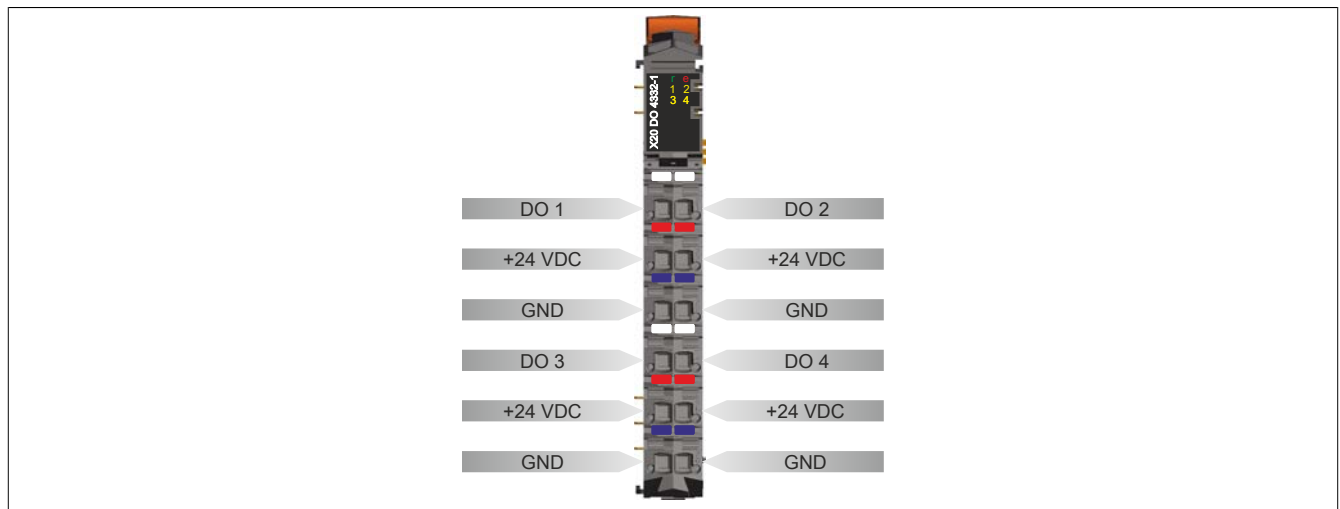 X20 DO 4332-1
r e
1 2
3 4
DO 1 DO 2
+24 VDC +24 VDC
GND GND
DO 3 DO 4
+24 VDC +24 VDC
GND GND